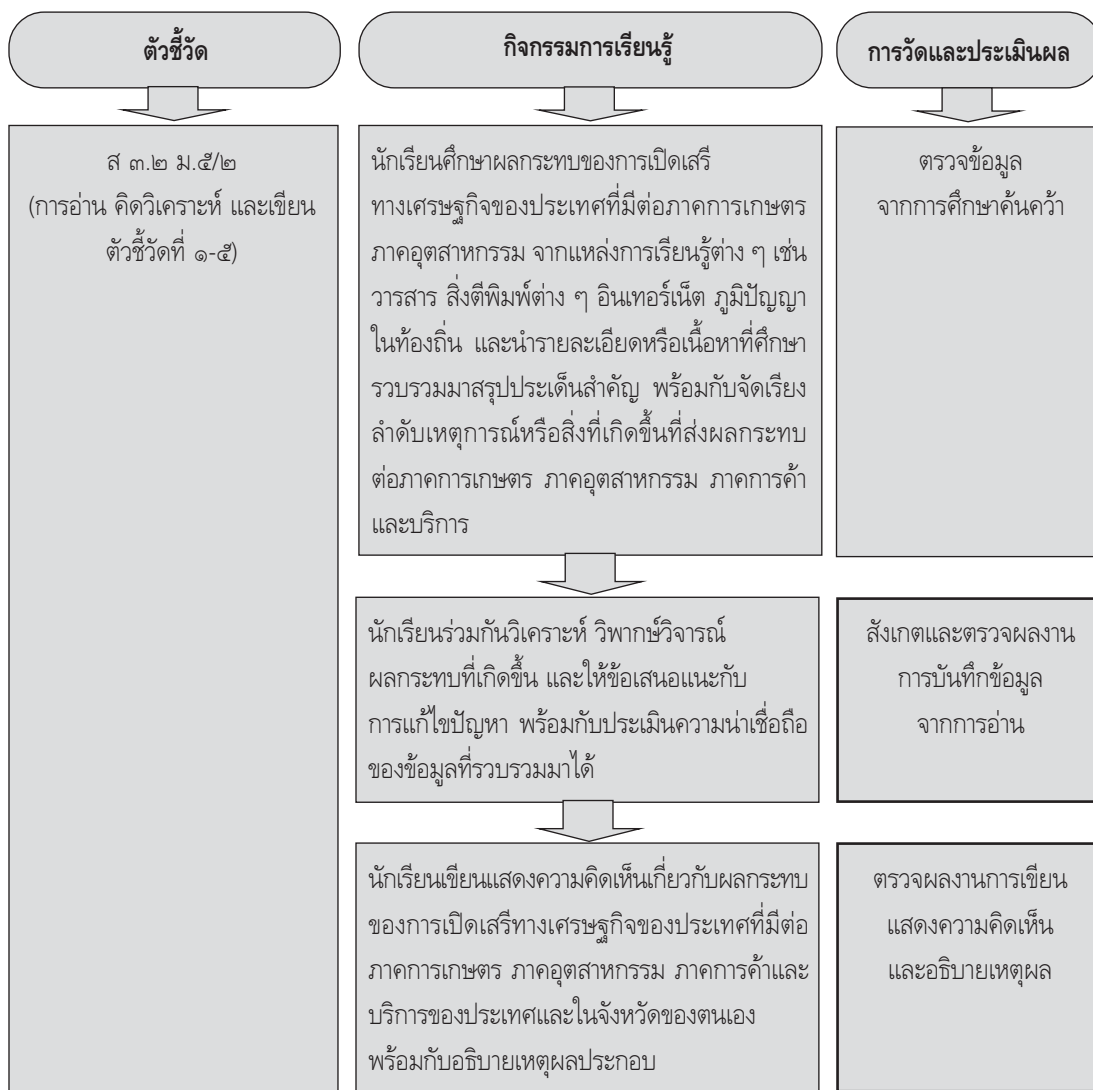 ตัวชี้วัด
กิจกรรมการเรียนรู้
การวัดและประเมินผล
ส ๓.๒ ม.๕/๒
(การอ่าน คิดวิเคราะห์ และเขียน
ตัวชี้วัดที่ ๑-๕)
นักเรียนศึกษาผลกระทบของการเปิดเสรี
ทางเศรษฐกิจของประเทศที่มีต่อภาคการเกษตร
ภาคอุตสาหกรรม จากแหล่งการเรียนรู้ต่าง ๆ เช่น
วารสาร สิ่งตีพิมพ์ต่าง ๆ อินเทอร์เน็ต ภูมิปัญญา
ในท้องถิ่น และนำรายละเอียดหรือเนื้อหาที่ศึกษา
รวบรวมมาสรุปประเด็นสำคัญ พร้อมกับจัดเรียง
ลำดับเหตุการณ์หรือสิ่งที่เกิดขึ้นที่ส่งผลกระทบ
ต่อภาคการเกษตร ภาคอุตสาหกรรม ภาคการค้า
และบริการ
ตรวจข้อมูล
จากการศึกษาค้นคว้า
นักเรียนร่วมกันวิเคราะห์ วิพากษ์วิจารณ์
ผลกระทบที่เกิดขึ้น และให้ข้อเสนอแนะกับ
การแก้ไขปัญหา พร้อมกับประเมินความน่าเชื่อถือ
ของข้อมูลที่รวบรวมมาได้
สังเกตและตรวจผลงาน
การบันทึกข้อมูล
จากการอ่าน
นักเรียนเขียนแสดงความคิดเห็นเกี่ยวกับผลกระทบ
ของการเปิดเสรีทางเศรษฐกิจของประเทศที่มีต่อ
ภาคการเกษตร ภาคอุตสาหกรรม ภาคการค้าและ
บริการของประเทศและในจังหวัดของตนเอง
พร้อมกับอธิบายเหตุผลประกอบ
ตรวจผลงานการเขียน
แสดงความคิดเห็น
และอธิบายเหตุผล